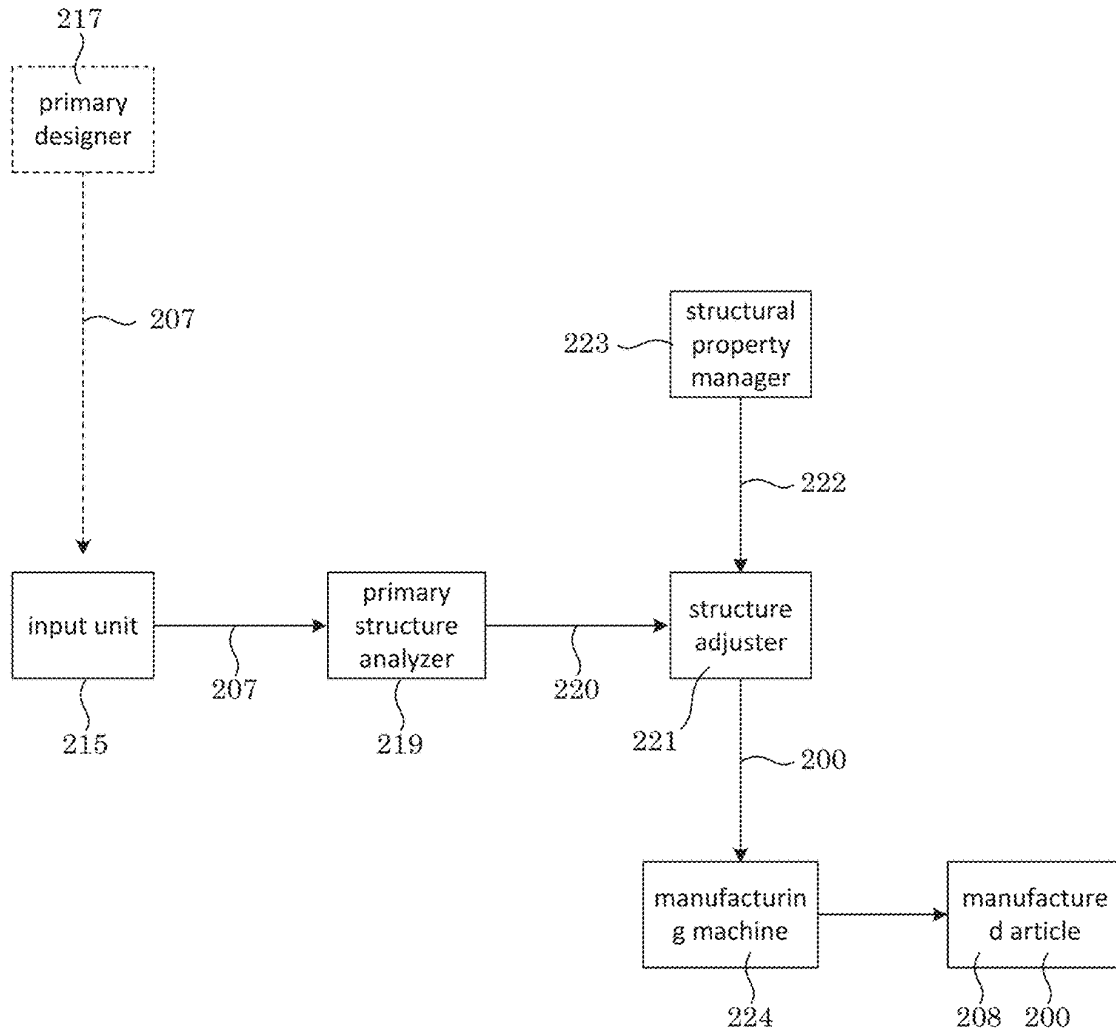 217
primary
designer
207
223
structural
property
manager
222
input unit
primary
structure
analyzer
structure
adjuster
207
220
215
219
221
200
manufacturin
g machine
manufacture
d article
224
208
200